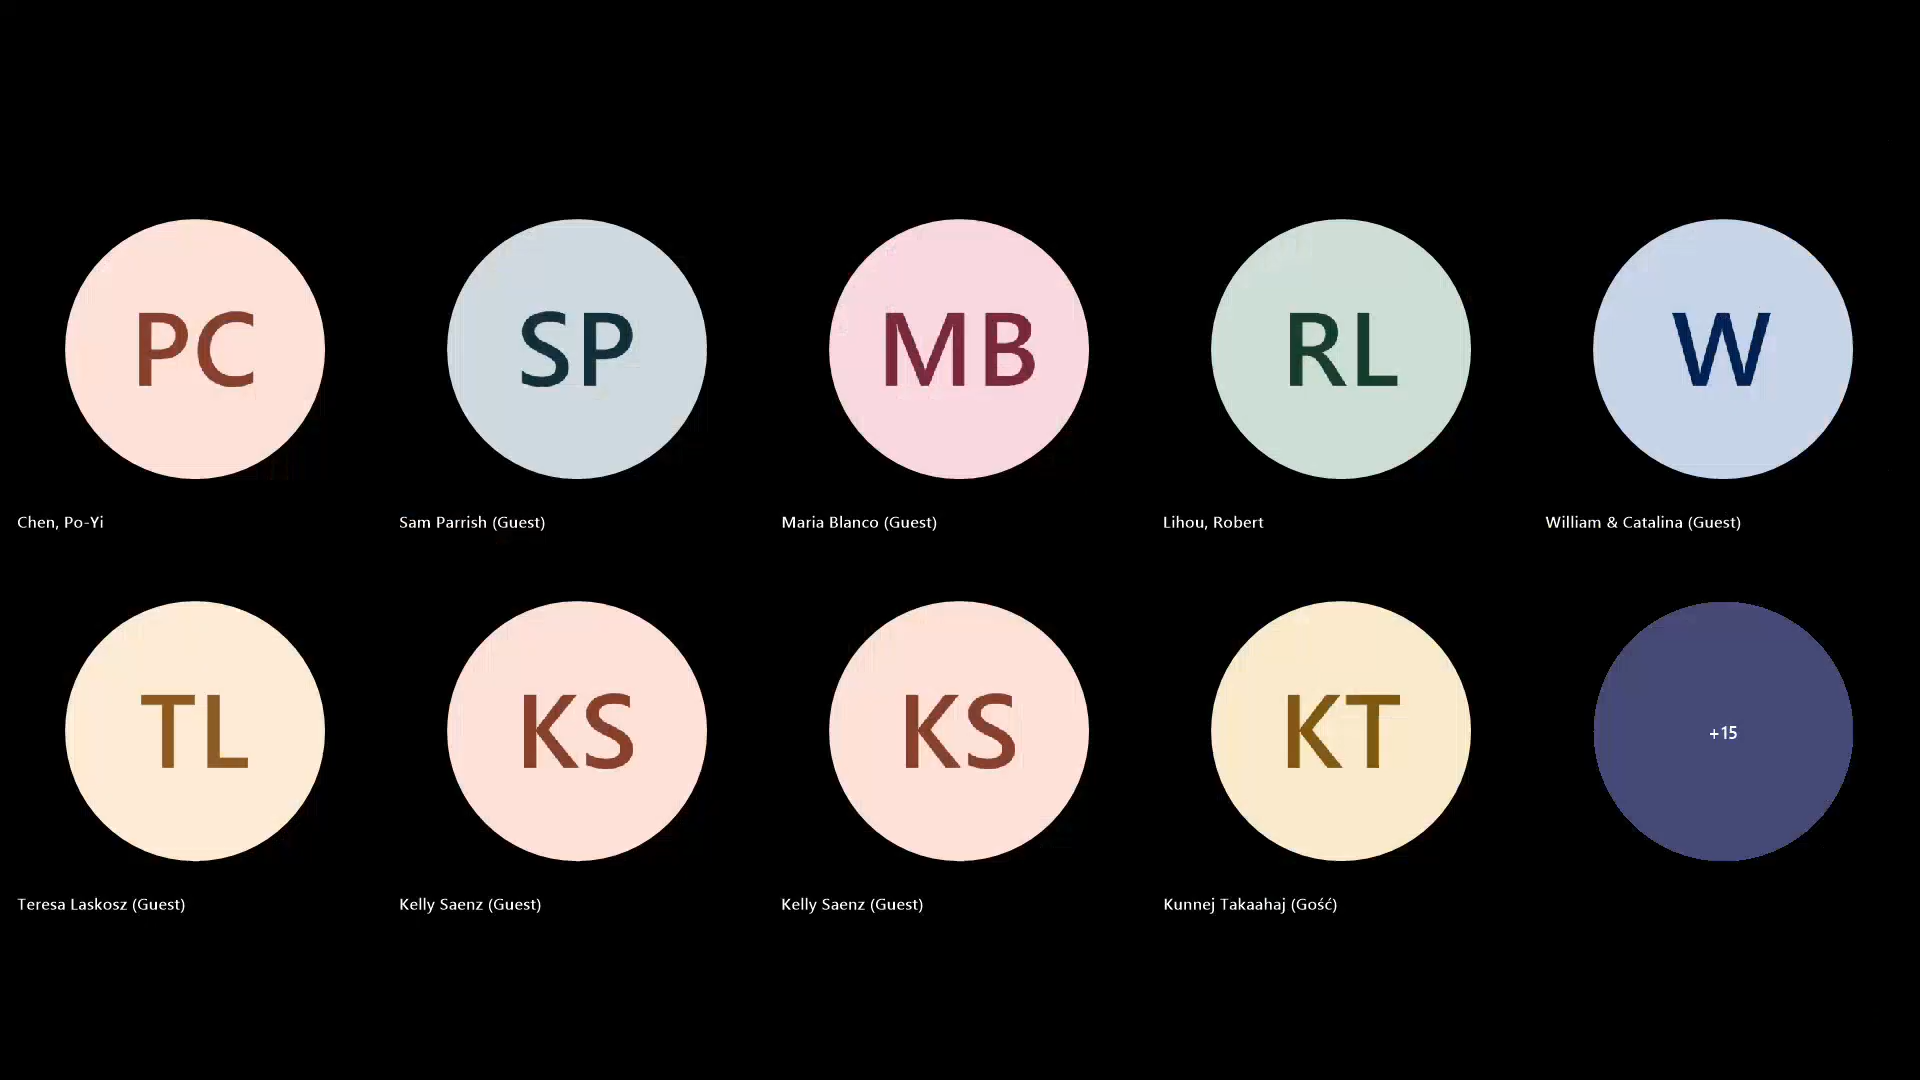 PC
SP
MB
RL
W
Chen, Po-Yi
Sam Parrish (Guest)
Maria Blanco (Guest)
Lihou, Robert
William & Catalina (Guest)
TL
KS
KS
KT
+15
Teresa Laskosz (Guest)
Kelly Saenz (Guest)
Kelly Saenz (Guest)
Kunnej Takaahaj (Gość)